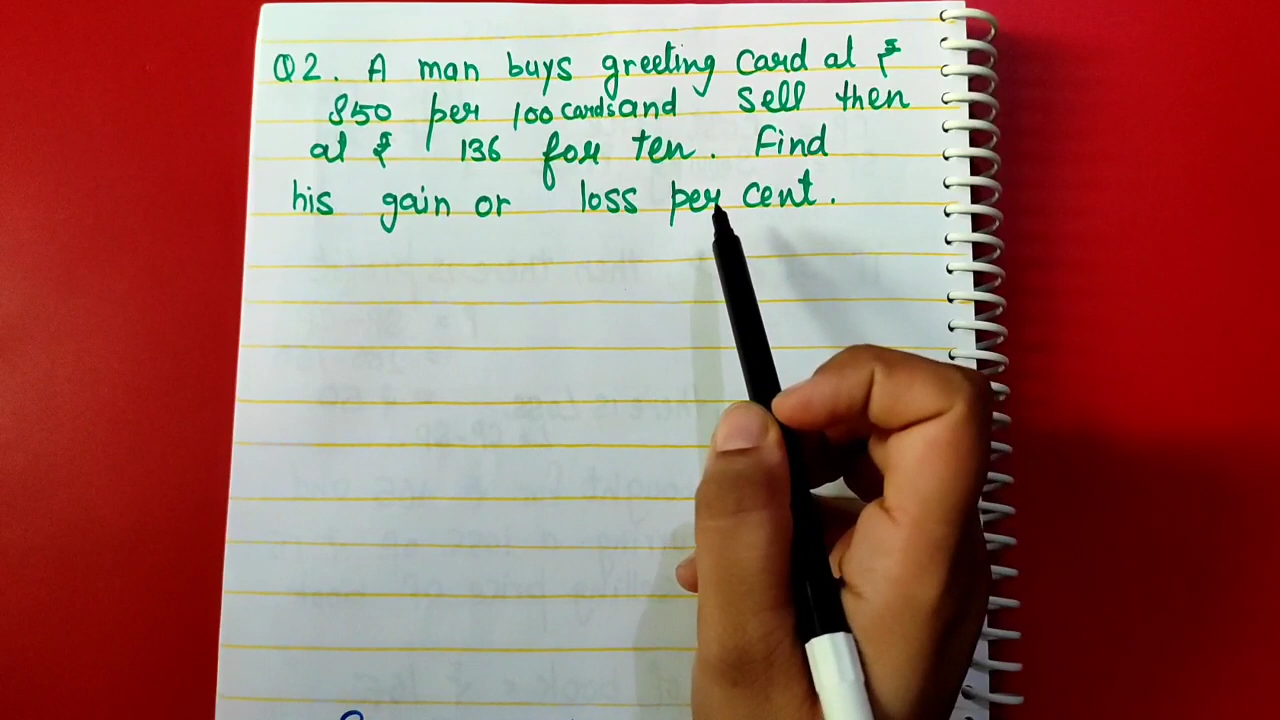 Q2. A man buys greeting card at ₹
850 per 100 cards and sell then
at ₹ 136 for ten. Find
his gain or loss per cent.